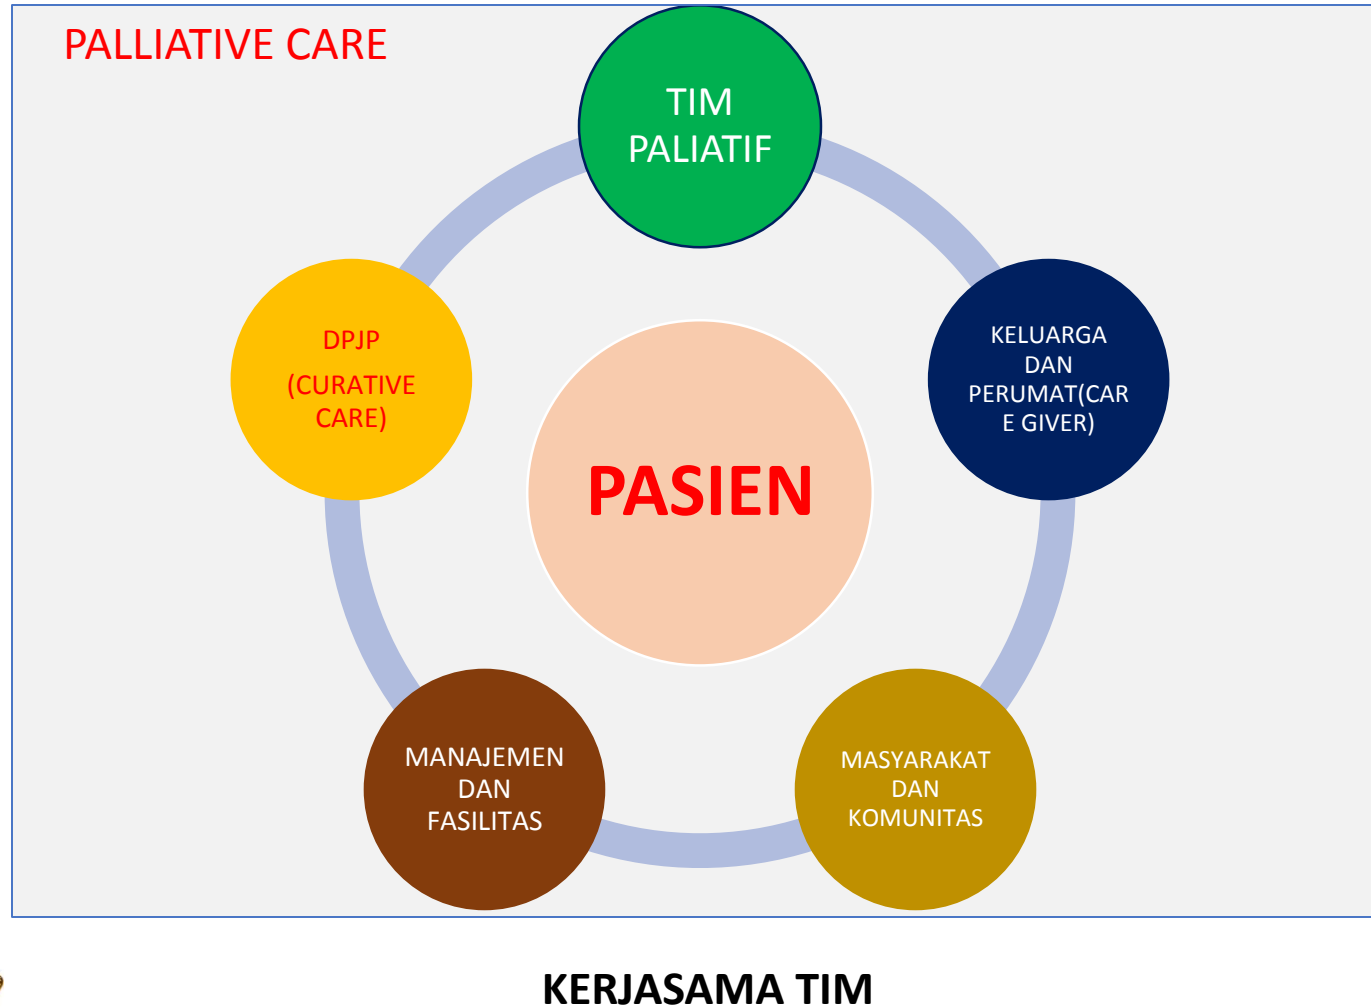 PALLIATIVE CARE
TIM
PALIATIF
KELUARGA
DAN
PERUMAT(CAR
E GIVER)
DPJP
(CURATIVE
CARE)
PASIEN
MANAJEMEN
DAN
FASILITAS
MASYARAKAT
DAN
KOMUNITAS
KERJASAMA TIM